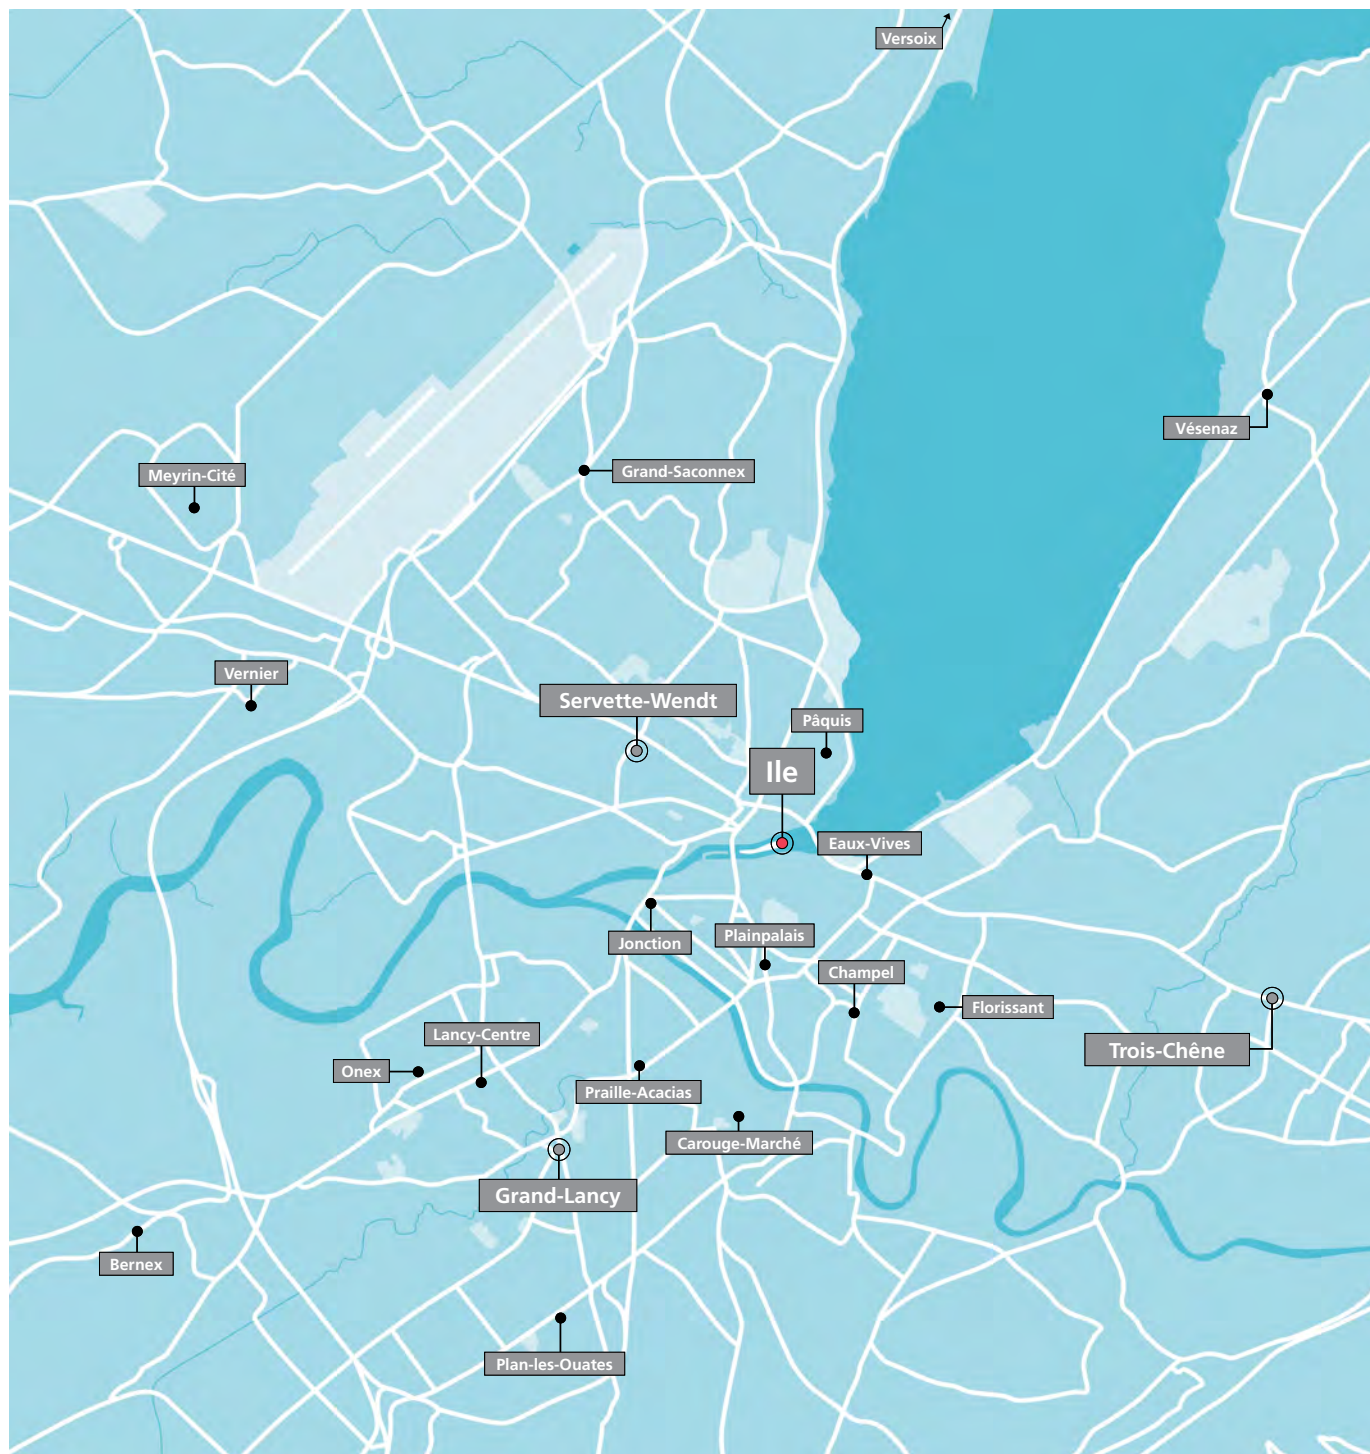 Versoix
Vésenaz
Meyrin-Cité
Grand-Saconnex
Vernier
Servette-Wendt
Pâquis
Ile
Eaux-Vives
Jonction
Plainpalais
Champel
Florissant
Lancy-Centre
Trois-Chêne
Onex
Praille-Acacias
Carouge-Marché
Grand-Lancy
Bernex
Plan-les-Ouates